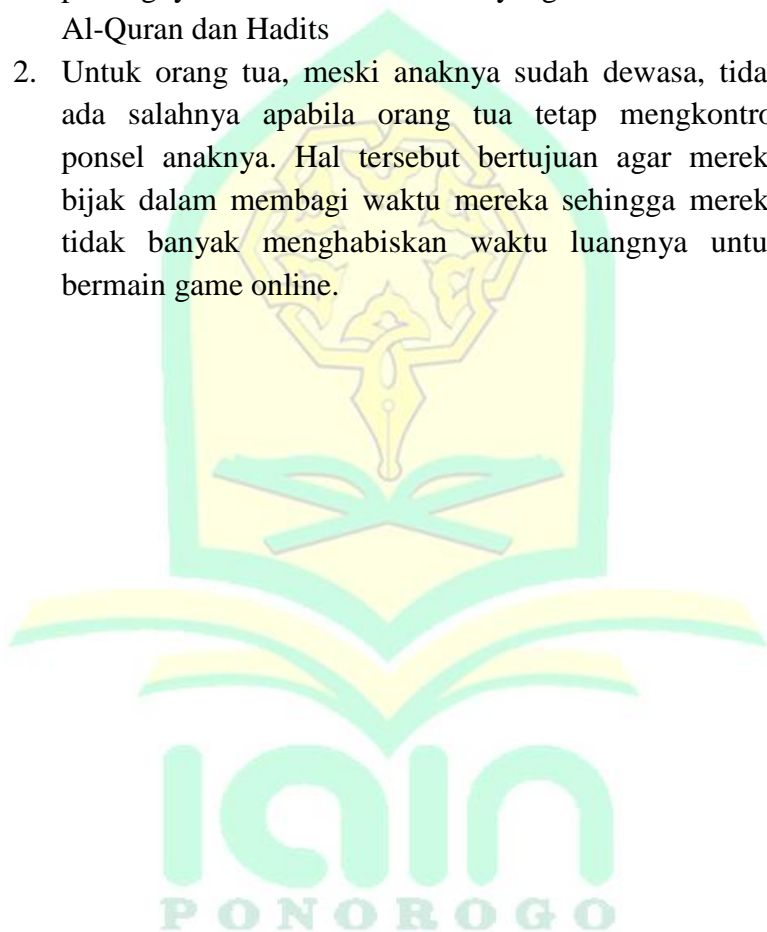 Al-Quran dan Hadits
2. Untuk orang tua, meski anaknya sudah dewasa, tida
ada salahnya apabila orang tua tetap mengkontro
ponsel anaknya. Hal tersebut bertujuan agar merek
bijak dalam membagi waktu mereka sehingga merek
tidak banyak menghabiskan waktu luangnya untu
bermain game online.
iain
PONOROGO